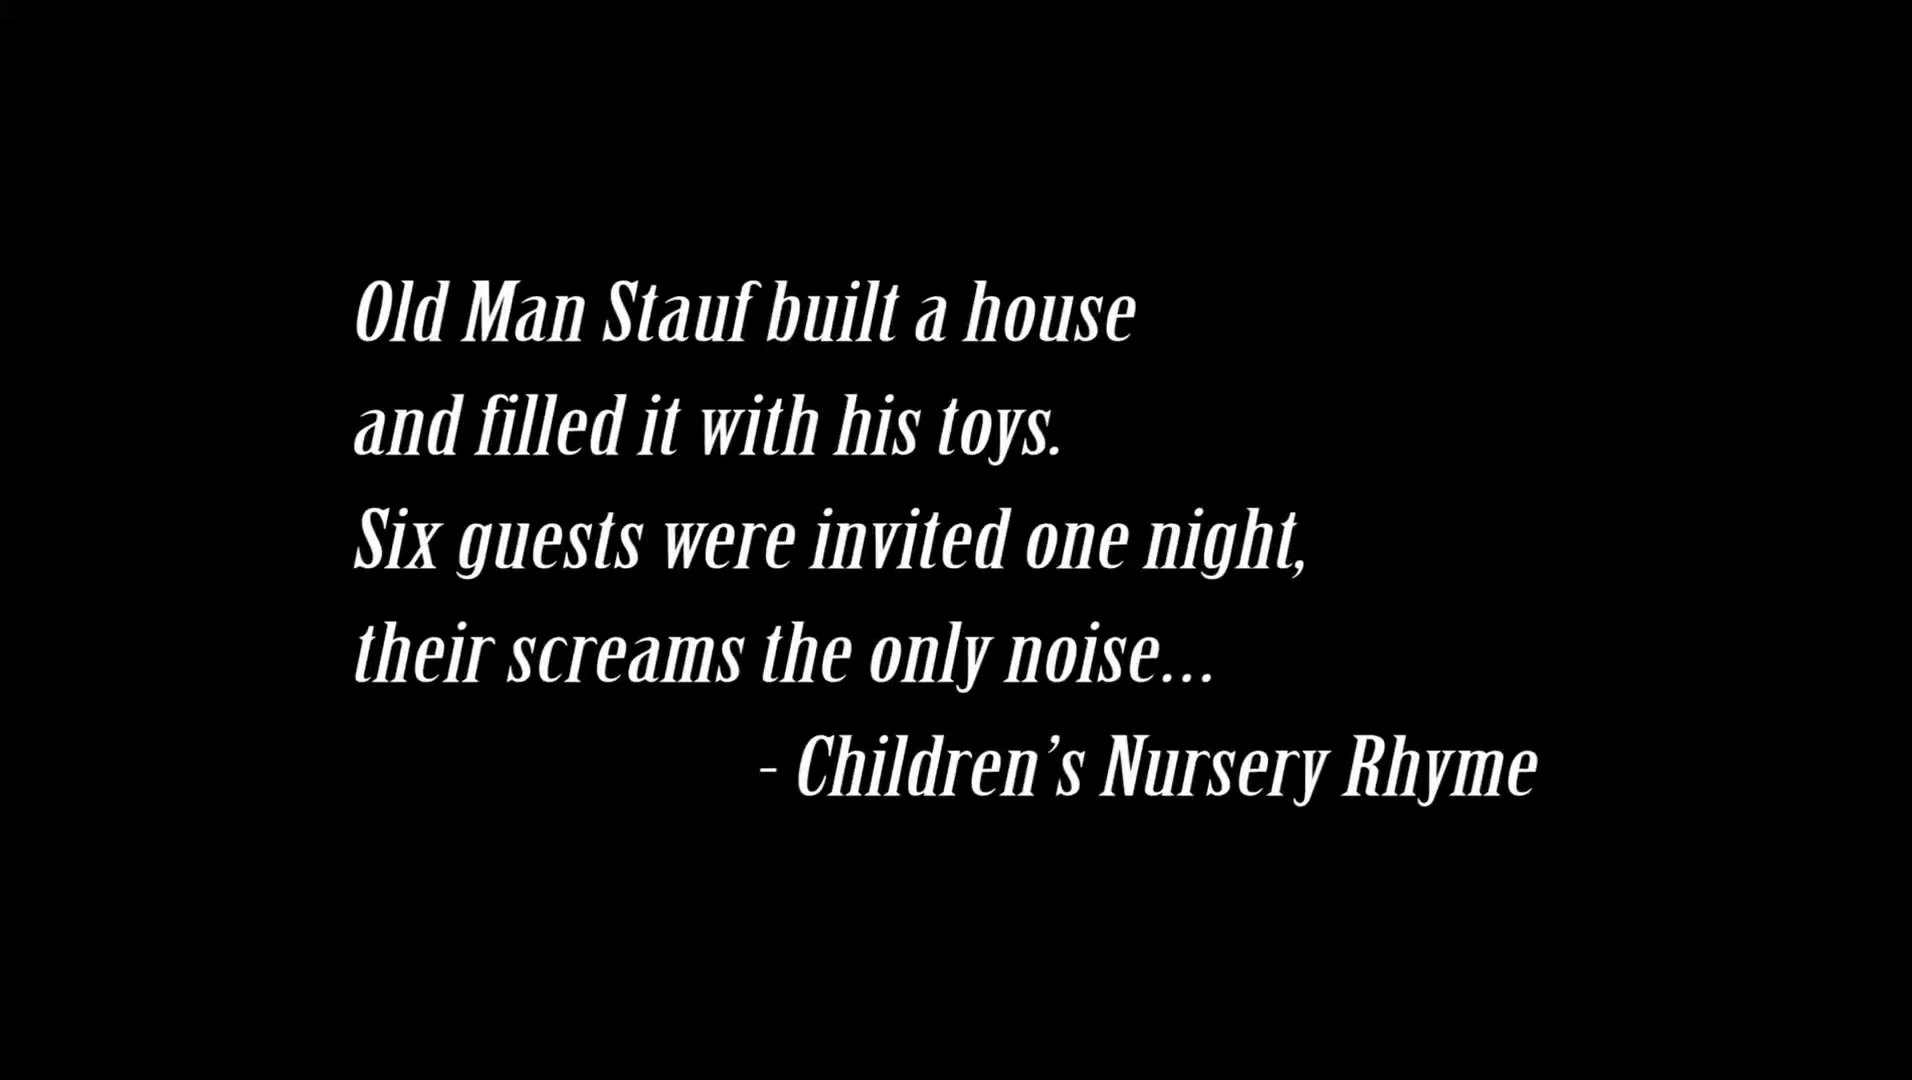 Old Man Stauf built a house
and filled it with his toys.
Six guests were invited one night,
their screams the only noise...
- Children’s Nursery Rhyme